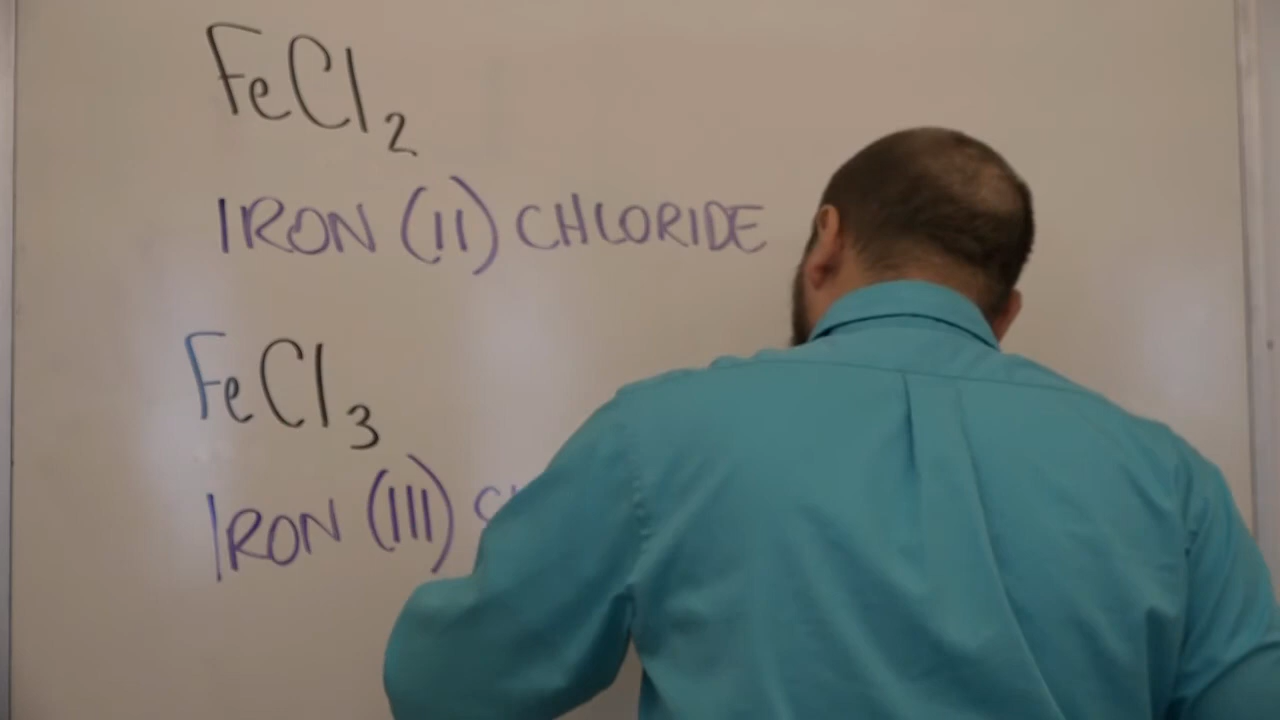 FeCl₂
IRON (II) CHLORIDE
FeCl₃
IRON (III)